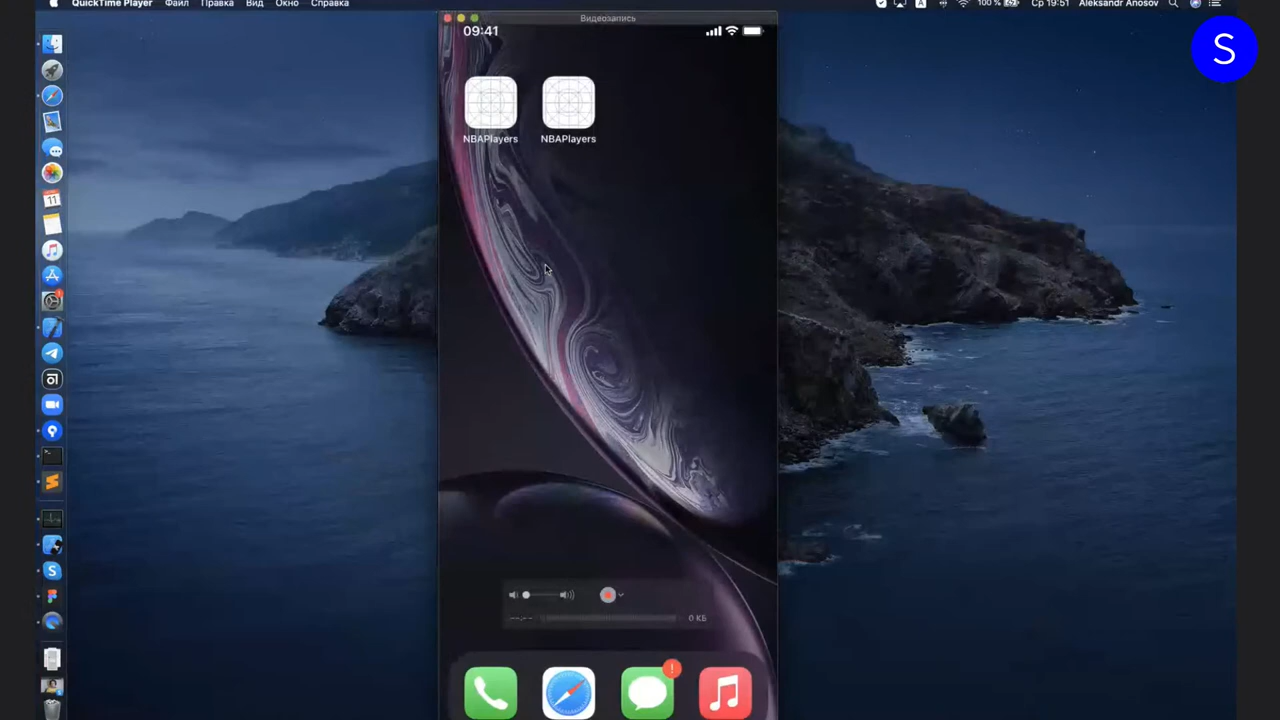 QuickTime Player Файл Правка Вид Окно Справка
A 100 % Ср 19:51 Aleksandr Anosov
Видеозапись
09:41
S
NBAPlayers NBAPlayers
11
--:--
0 КБ